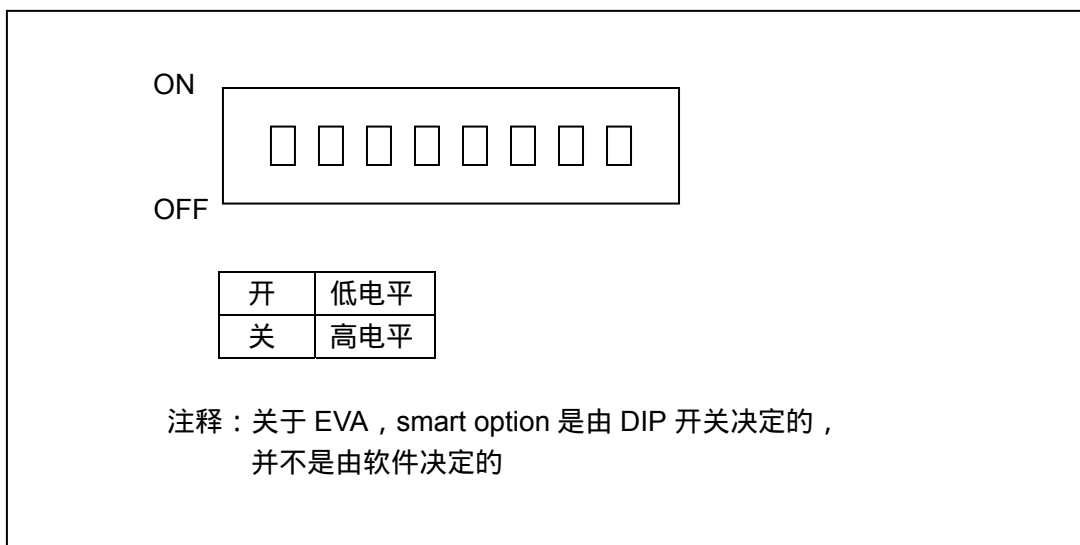 ON
OFF
开 低电平
关 高电平
注释：关于 EVA，smart option 是由 DIP 开关决定的，
并不是由软件决定的